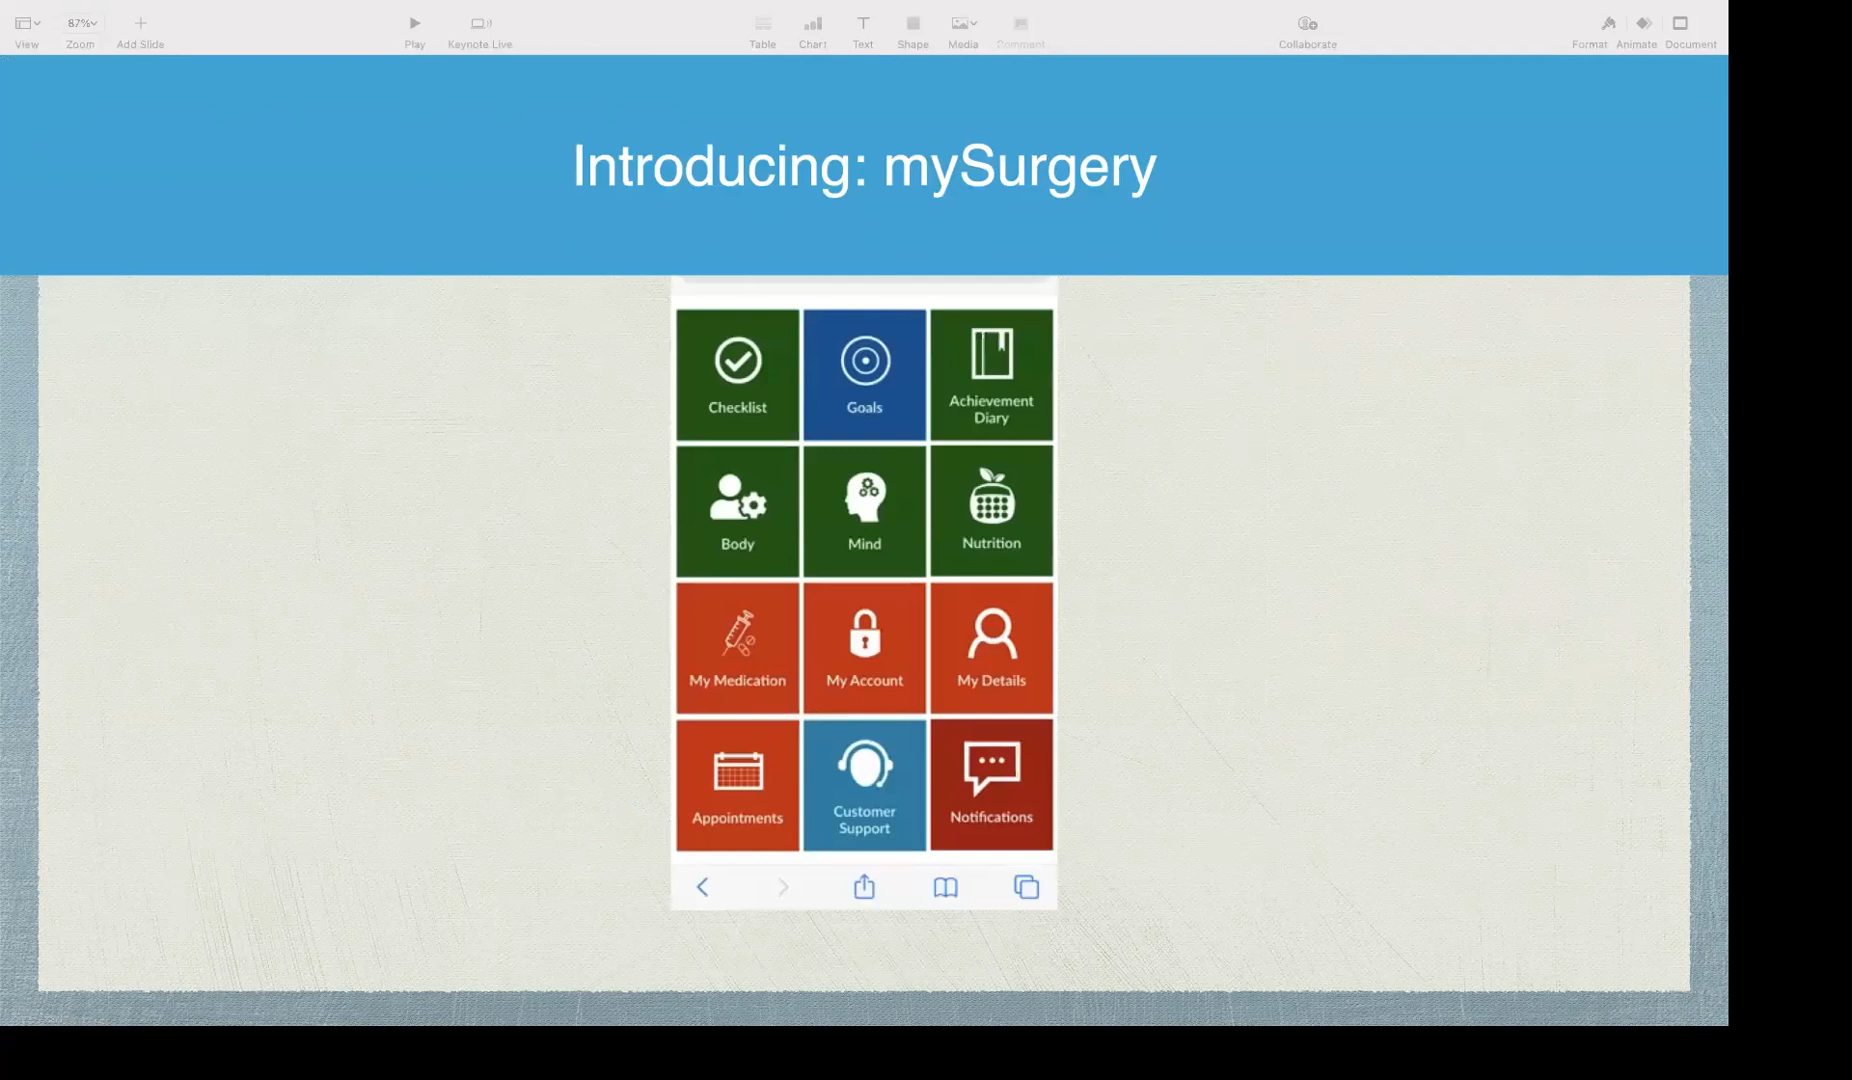 87%
View
Zoom
Add Slide
Play
Keynote Live
Table
Chart
Text
Shape
Media
Comment
Collaborate
Format
Animate
Document
Introducing: mySurgery
Checklist
Goals
Achievement
Diary
Body
Mind
Nutrition
My Medication
My Account
My Details
Appointments
Customer
Support
Notifications